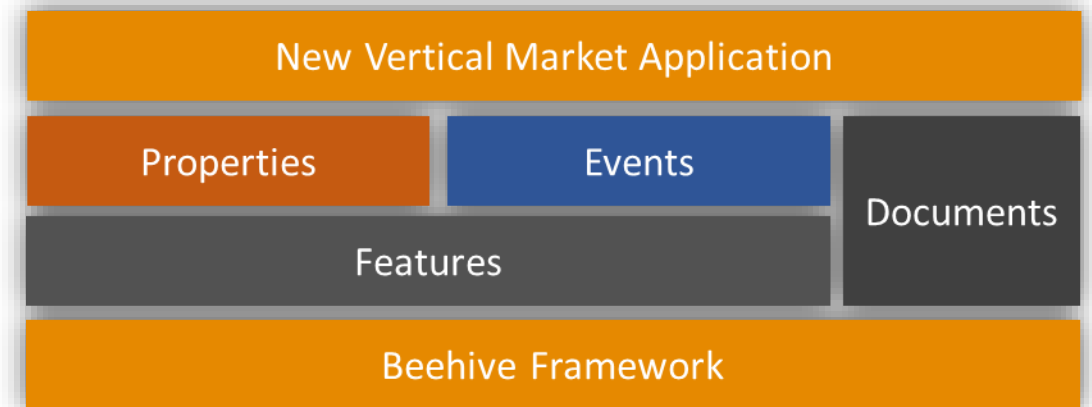 New Vertical Market Application
Properties
Events
Documents
Features
Beehive Framework